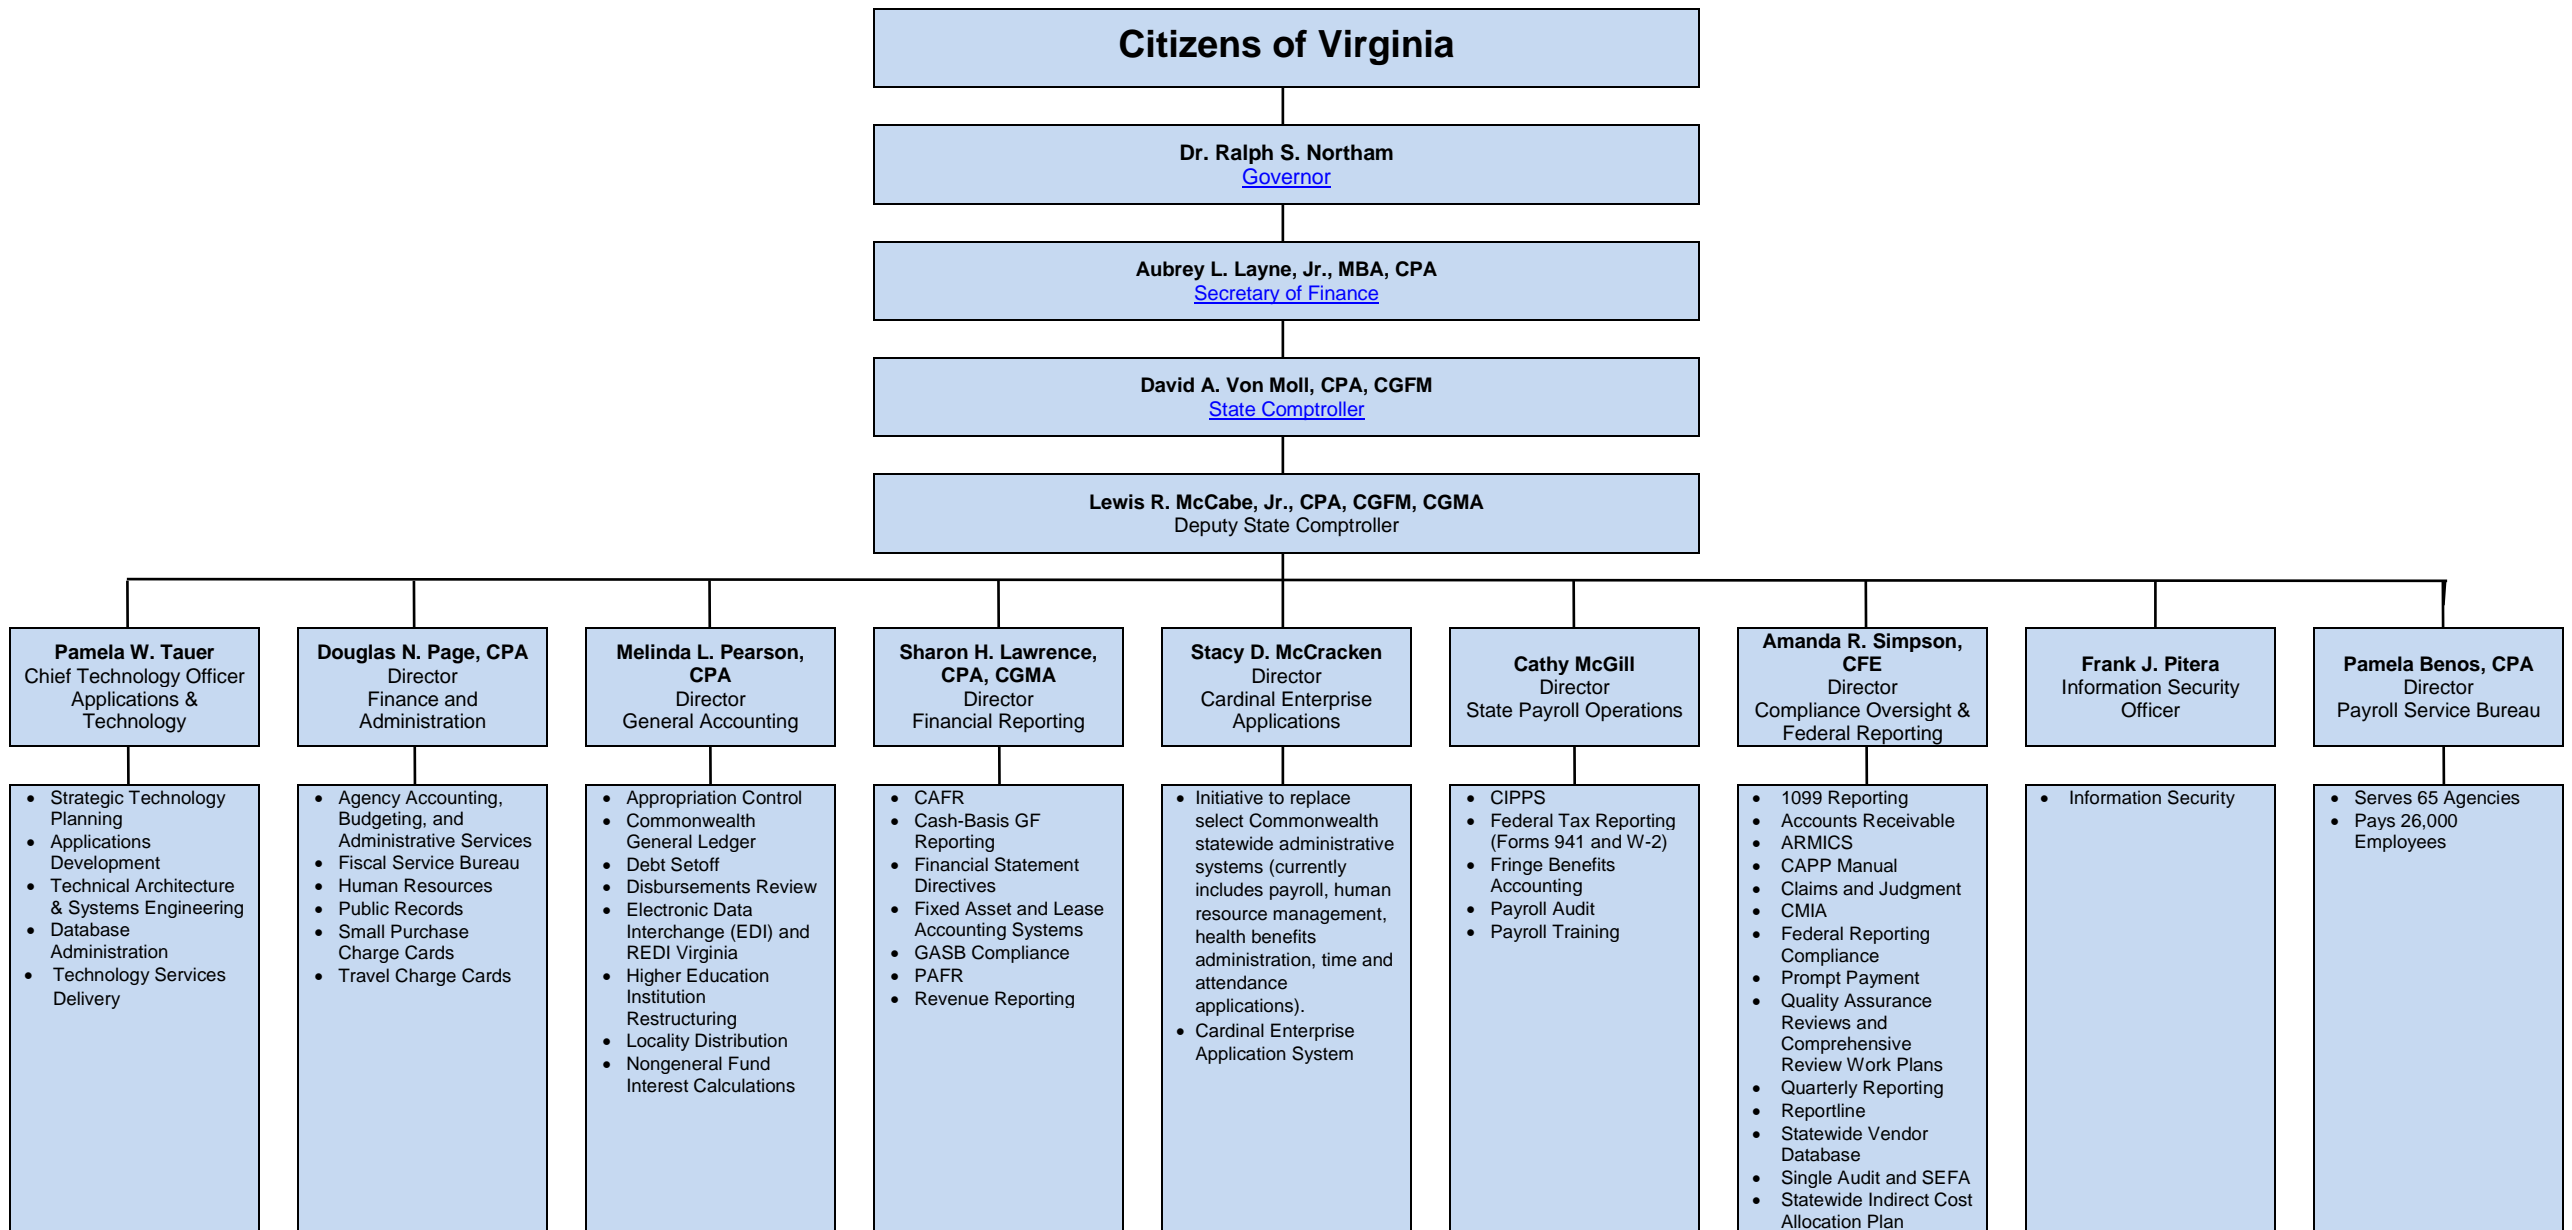 Citizens of Virginia
Dr. Ralph S. Northam
Governor
Aubrey L. Layne, Jr., MBA, CPA
Secretary of Finance
David A. Von Moll, CPA, CGFM
State Comptroller
Lewis R. McCabe, Jr., CPA, CGFM, CGMA
Deputy State Comptroller
Pamela W. Tauer
Chief Technology Officer
Applications &
Technology
Douglas N. Page, CPA
Director
Finance and
Administration
Melinda L. Pearson,
CPA
Director
General Accounting
Sharon H. Lawrence,
CPA, CGMA
Director
Financial Reporting
Stacy D. McCracken
Director
Cardinal Enterprise
Applications
Cathy McGill
Director
State Payroll Operations
Amanda R. Simpson,
CFE
Director
Compliance Oversight &
Federal Reporting
Frank J. Pitera
Information Security
Officer
Pamela Benos, CPA
Director
Payroll Service Bureau
• Strategic Technology
Planning
• Applications
Development
• Technical Architecture
& Systems Engineering
• Database
Administration
• Technology Services
Delivery
• Agency Accounting,
Budgeting, and
Administrative Services
• Fiscal Service Bureau
• Human Resources
• Public Records
• Small Purchase
Charge Cards
• Travel Charge Cards
• Appropriation Control
• Commonwealth
General Ledger
• Debt Setoff
• Disbursements Review
• Electronic Data
Interchange (EDI) and
REDI Virginia
• Higher Education
Institution
Restructuring
• Locality Distribution
• Nongeneral Fund
Interest Calculations
• CAFR
• Cash-Basis GF
Reporting
• Financial Statement
Directives
• Fixed Asset and Lease
Accounting Systems
• GASB Compliance
• PAFR
• Revenue Reporting
• Initiative to replace
select Commonwealth
statewide administrative
systems (currently
includes payroll, human
resource management,
health benefits
administration, time and
attendance
applications).
• Cardinal Enterprise
Application System
• CIPPS
• Federal Tax Reporting
(Forms 941 and W-2)
• Fringe Benefits
Accounting
• Payroll Audit
• Payroll Training
• 1099 Reporting
• Accounts Receivable
• ARMICS
• CAPP Manual
• Claims and Judgment
• CMIA
• Federal Reporting
Compliance
• Prompt Payment
• Quality Assurance
Reviews and
Comprehensive
Review Work Plans
• Quarterly Reporting
• Reportline
• Statewide Vendor
Database
• Single Audit and SEFA
• Statewide Indirect Cost
Allocation Plan
• Information Security
• Serves 65 Agencies
• Pays 26,000
Employees